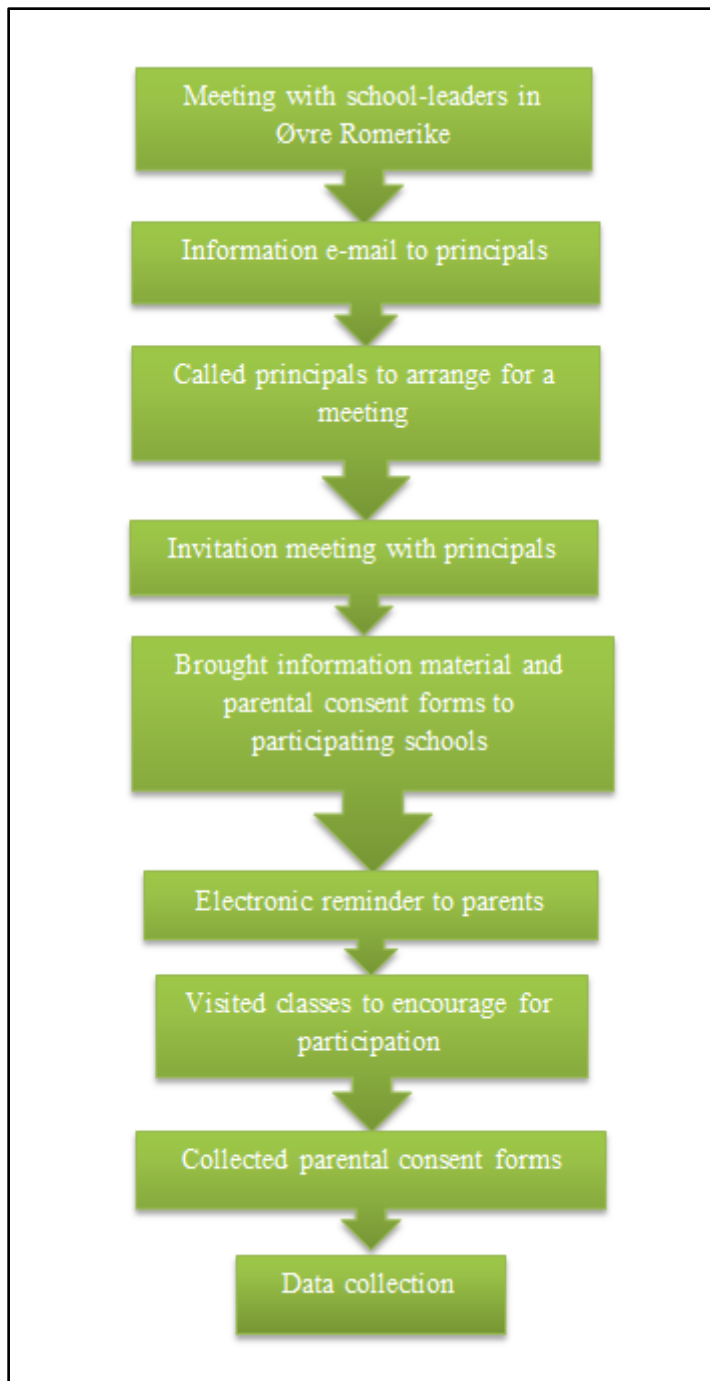 Meeting with school-leaders in
Øvre Romerike
Information e-mail to principals
Called principals to arrange for a
meeting
Invitation meeting with principals
Brought information material and
parental consent forms to
participating schools
Electronic reminder to parents
Visited classes to encourage for
participation
Collected parental consent forms
Data collection